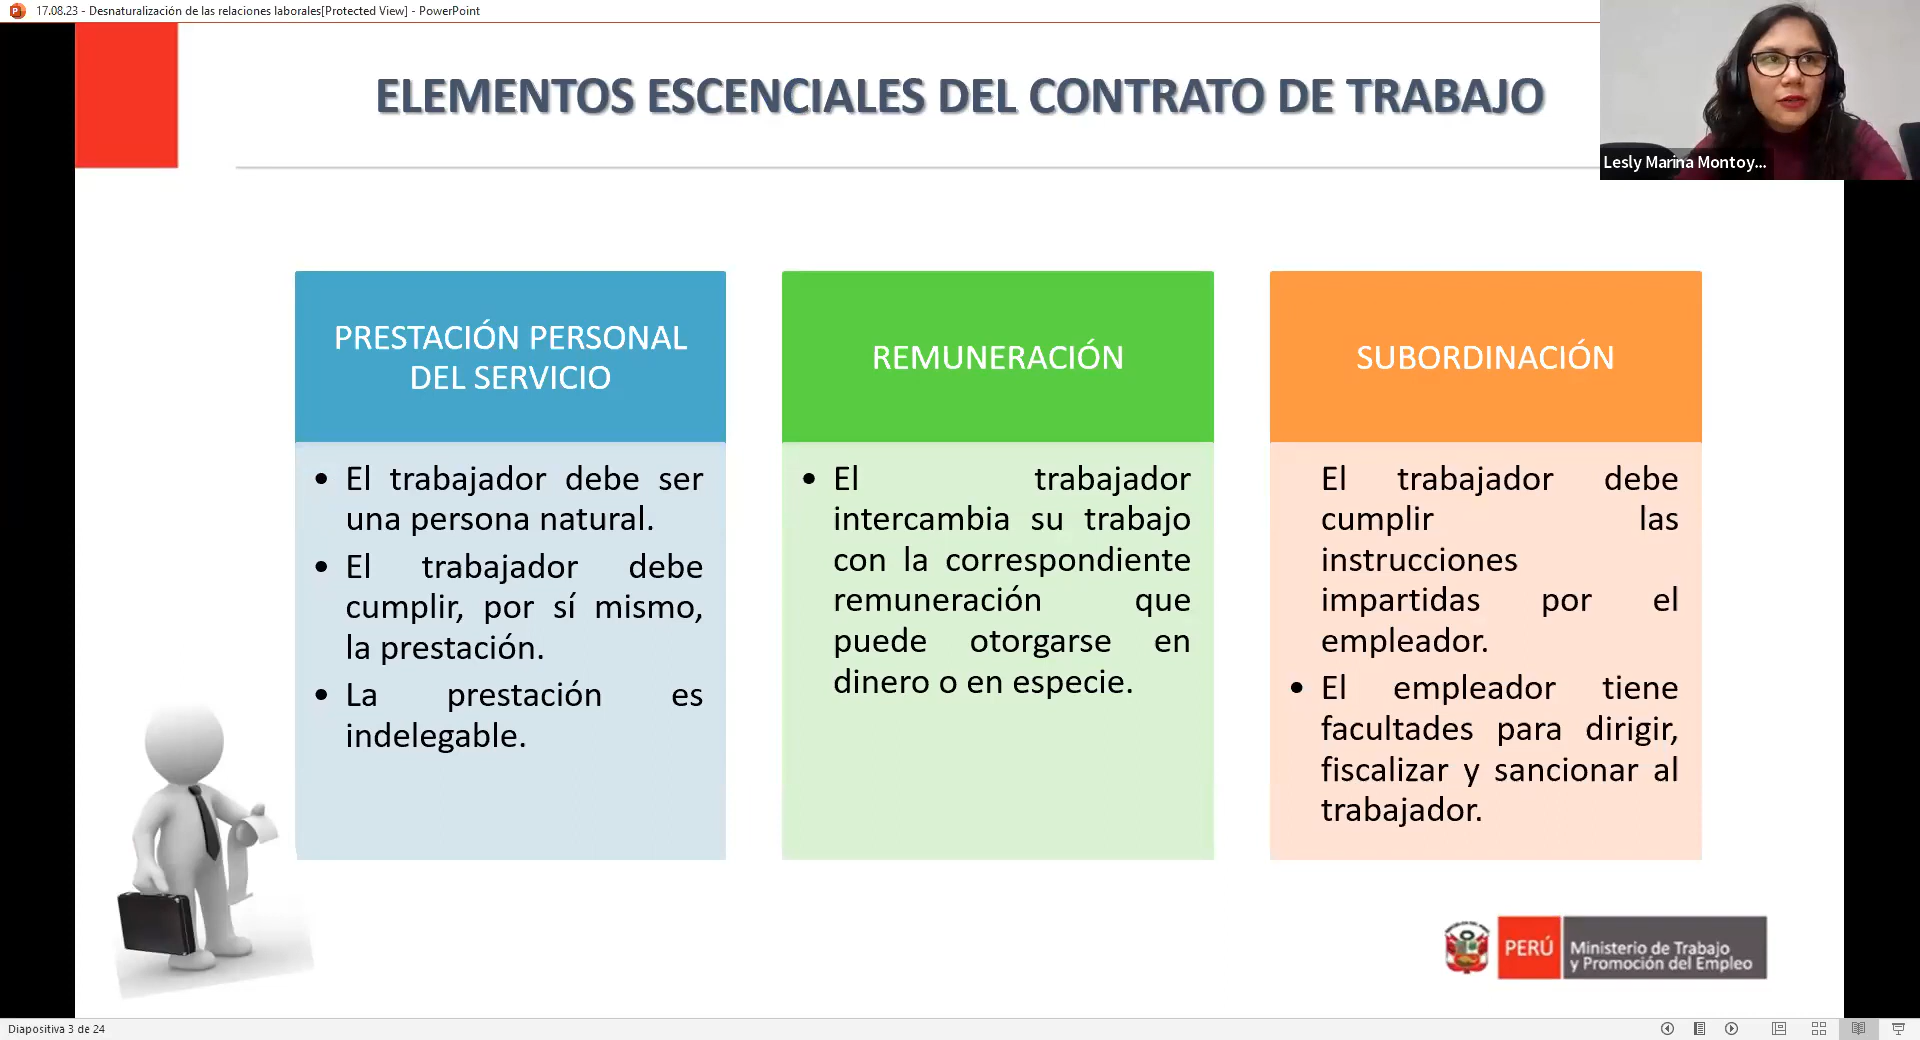 17.08.23 - Desnaturalización de las relaciones laborales[Protected View] - PowerPoint
ELEMENTOS ESCENCIALES DEL CONTRATO DE TRABAJO
Lesly Marina Montoy...
PRESTACIÓN PERSONAL
DEL SERVICIO
• El trabajador debe ser
una persona natural.
• El trabajador debe
cumplir, por sí mismo,
la prestación.
• La prestación es
indelegable.
REMUNERACIÓN
• El trabajador
intercambia su trabajo
con la correspondiente
remuneración que
puede otorgarse en
dinero o en especie.
SUBORDINACIÓN
El trabajador debe
cumplir las
instrucciones
impartidas por el
empleador.
• El empleador tiene
facultades para dirigir,
fiscalizar y sancionar al
trabajador.
PERÚ
Ministerio de Trabajo
y Promoción del Empleo
Diapositiva 3 de 24